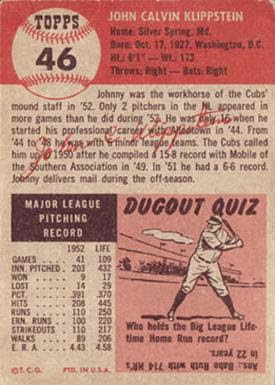 TOPPS
46
JOHN CALVIN KLIPPSTEIN
Home: Silver Spring, Md.
Born: Oct. 17, 1927, Washington, D.C.
Ht.: 6'1" — Wt.: 173
Throws: Right — Bats: Right
Johnny was the workhorse of the Cubs'
mound staff in '52. Only 2 pitchers in the NL appeared in
more games than he did during '52. He was only 16 when he
started his professional career with Allentown in '44. From
'44 to '48 he was with 6 minor league teams. The Cubs called
him up in 1950 after he compiled a 15-8 record with Mobile of
the Southern Association in '49. In '51 he had a 6-6 record.
Johnny delivers mail during the off-season.
John C Klippstein
MAJOR LEAGUE
PITCHING
RECORD
1952 LIFE
GAMES 41 109
INN. PITCHED 203 432
WON 9 17
LOST 14 29
PCT. .391 .370
HITS 208 445
RUNS 110 250
ERN. RUNS 100 220
STRIKEOUTS 110 217
WALKS 89 206
E. R. A. 4.43 4.58
DUGOUT QUIZ
Who holds the Big League Life-
time Home Run record?
Ans.: Babe Ruth with 714 HR's
in 22 years.
© T. C. G. PTD. IN U.S.A.